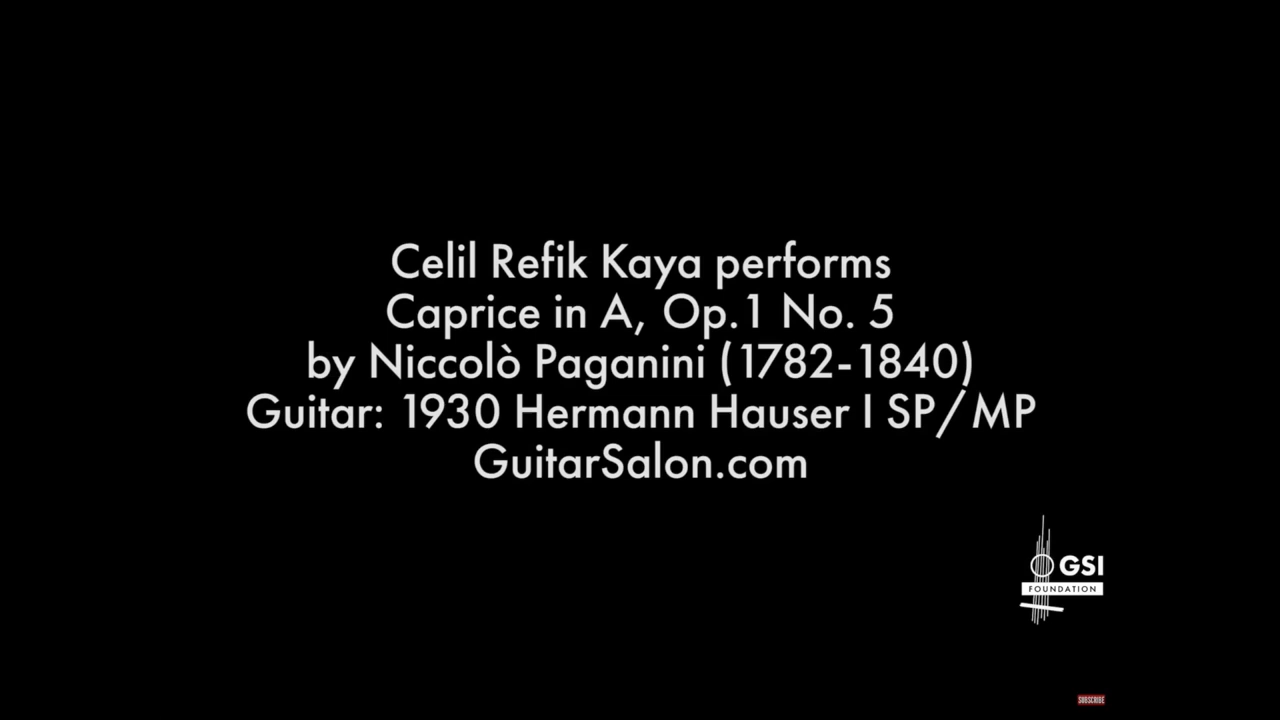 Celil Refik Kaya performs
Caprice in A, Op.1 No. 5
by Niccolò Paganini (1782-1840)
Guitar: 1930 Hermann Hauser I SP/MP
GuitarSalon.com
GSI
FOUNDATION
SUBSCRIBE